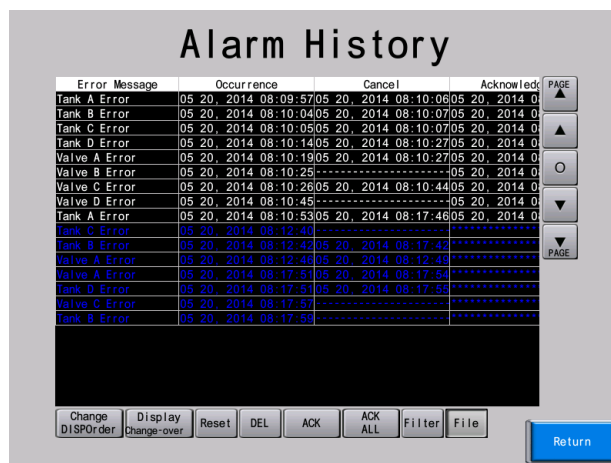 Alarm History
Error Message Occurrence Cancel Acknowledg PAGE
Tank A Error 05 20, 2014 08:09:57 05 20, 2014 08:10:06 05 20, 2014 0
Tank B Error 05 20, 2014 08:10:04 05 20, 2014 08:10:07 05 20, 2014 0
Tank C Error 05 20, 2014 08:10:05 05 20, 2014 08:10:07 05 20, 2014 0
Tank D Error 05 20, 2014 08:10:14 05 20, 2014 08:10:27 05 20, 2014 0
Valve A Error 05 20, 2014 08:10:19 05 20, 2014 08:10:27 05 20, 2014 0
Valve B Error 05 20, 2014 08:10:25 ------------------- 05 20, 2014 0
Valve C Error 05 20, 2014 08:10:26 05 20, 2014 08:10:44 05 20, 2014 0
Valve D Error 05 20, 2014 08:10:45 ------------------- 05 20, 2014 0
Tank A Error 05 20, 2014 08:10:53 05 20, 2014 08:17:46 05 20, 2014 0
Tank C Error 05 20, 2014 08:12:40 ------------------- *************
Tank B Error 05 20, 2014 08:12:42 05 20, 2014 08:17:42 *************
Valve A Error 05 20, 2014 08:12:46 05 20, 2014 08:12:49 *************
Valve A Error 05 20, 2014 08:17:51 05 20, 2014 08:17:54 *************
Tank D Error 05 20, 2014 08:17:51 05 20, 2014 08:17:55 *************
Valve C Error 05 20, 2014 08:17:57 ------------------- *************
Tank B Error 05 20, 2014 08:17:59 ------------------- *************
O
PAGE
Change DISPOrder
Display Change-over
Reset
DEL
ACK
ACK ALL
Filter
File
Return